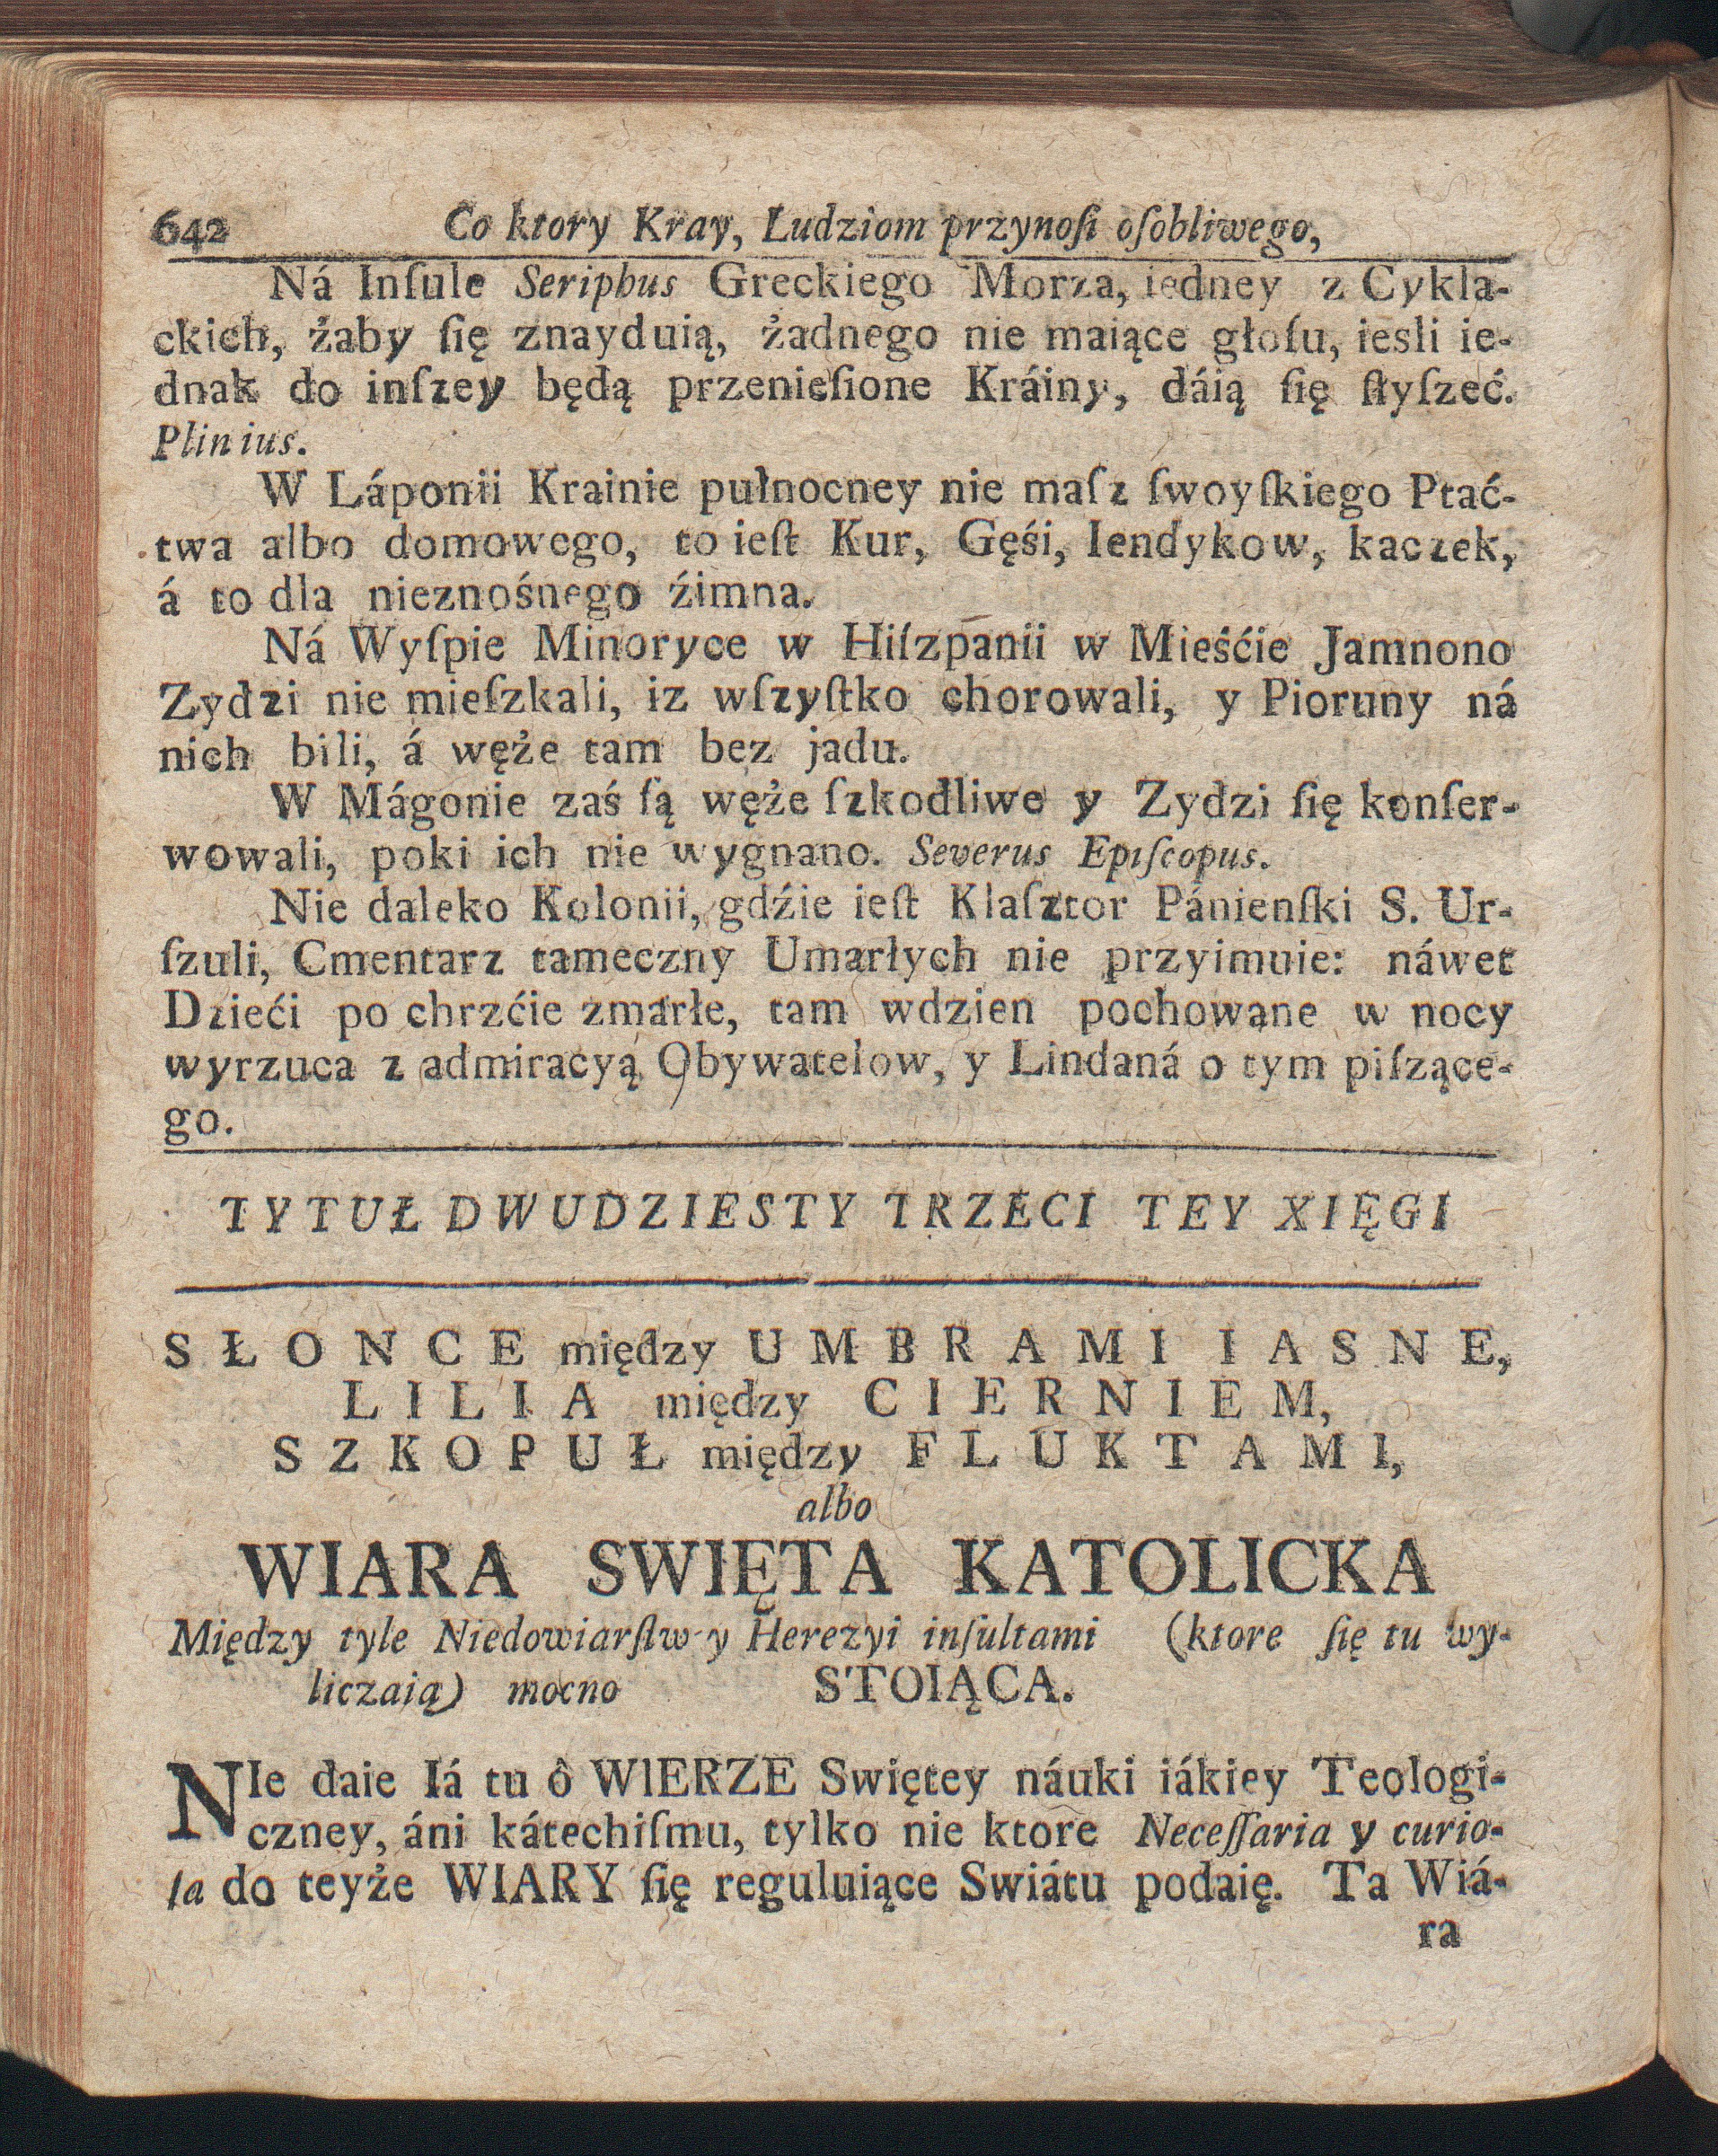 642 Co ktory Kray, Ludziom przynoſi oſobliwego,
Ná Inſule Seriphus Greckiego Morza, iedney z Cykla-
ckich, żaby ſię znayduią, żadnego nie maiące głoſu, iesli ie-
dnak do inſzey będą przenieſione Kráiny, dáią ſię ſłyſzeć.
Plinius.
W Láponii Krainie pułnocney nie maſz ſwoyſkiego Ptać-
twa albo domowego, to ieſt Kur, Gęśi, Iendykow, kaczek,
á to dla nieznośnego źimna.
Ná Wyſpie Minoryce w Hiſzpanii w Mieśćie Jamnono
Zydzi nie mieſzkali, iz wſzyſtko chorowali, y Pioruny ná
nich bili, á węże tam bez jadu.
W Mágonie zaś ſą węże ſzkodliwe y Zydzi ſię konſer-
wowali, poki ich nie wygnano. Severus Epiſcopus.
Nie daleko Kolonii, gdźie ieſt Klaſztor Pánienſki S. Ur-
ſzuli, Cmentarz tameczny Umarłych nie przyimuie: náwet
Dzieći po chrzćie zmarłe, tam wdzien pochowane w nocy
wyrzuca z admiracyą Obywatelow, y Lindaná o tym piſzące-
go.
TYTUŁ DWUDZIESTY TRZECI TEY XIĘGI
SŁONCE między UMBRAMI IASNE,
LILIA między CIERNIEM,
SZKOPUŁ między FLUKTAMI,
albo
WIARA SWIĘTA KATOLICKA
Między tyle Niedowiarſtw y Herezyi inſultami (ktore ſię tu wy-
liczaią) mocno STOIĄCA.
NIe daie Iá tu ô WIERZE Swiętey náuki iákiey Teologi-
czney, áni kátechiſmu, tylko nie ktore Neceſſaria y curio-
ſa do teyże WIARY ſię reguluiące Swiátu podaię. Ta Wiá-
ra